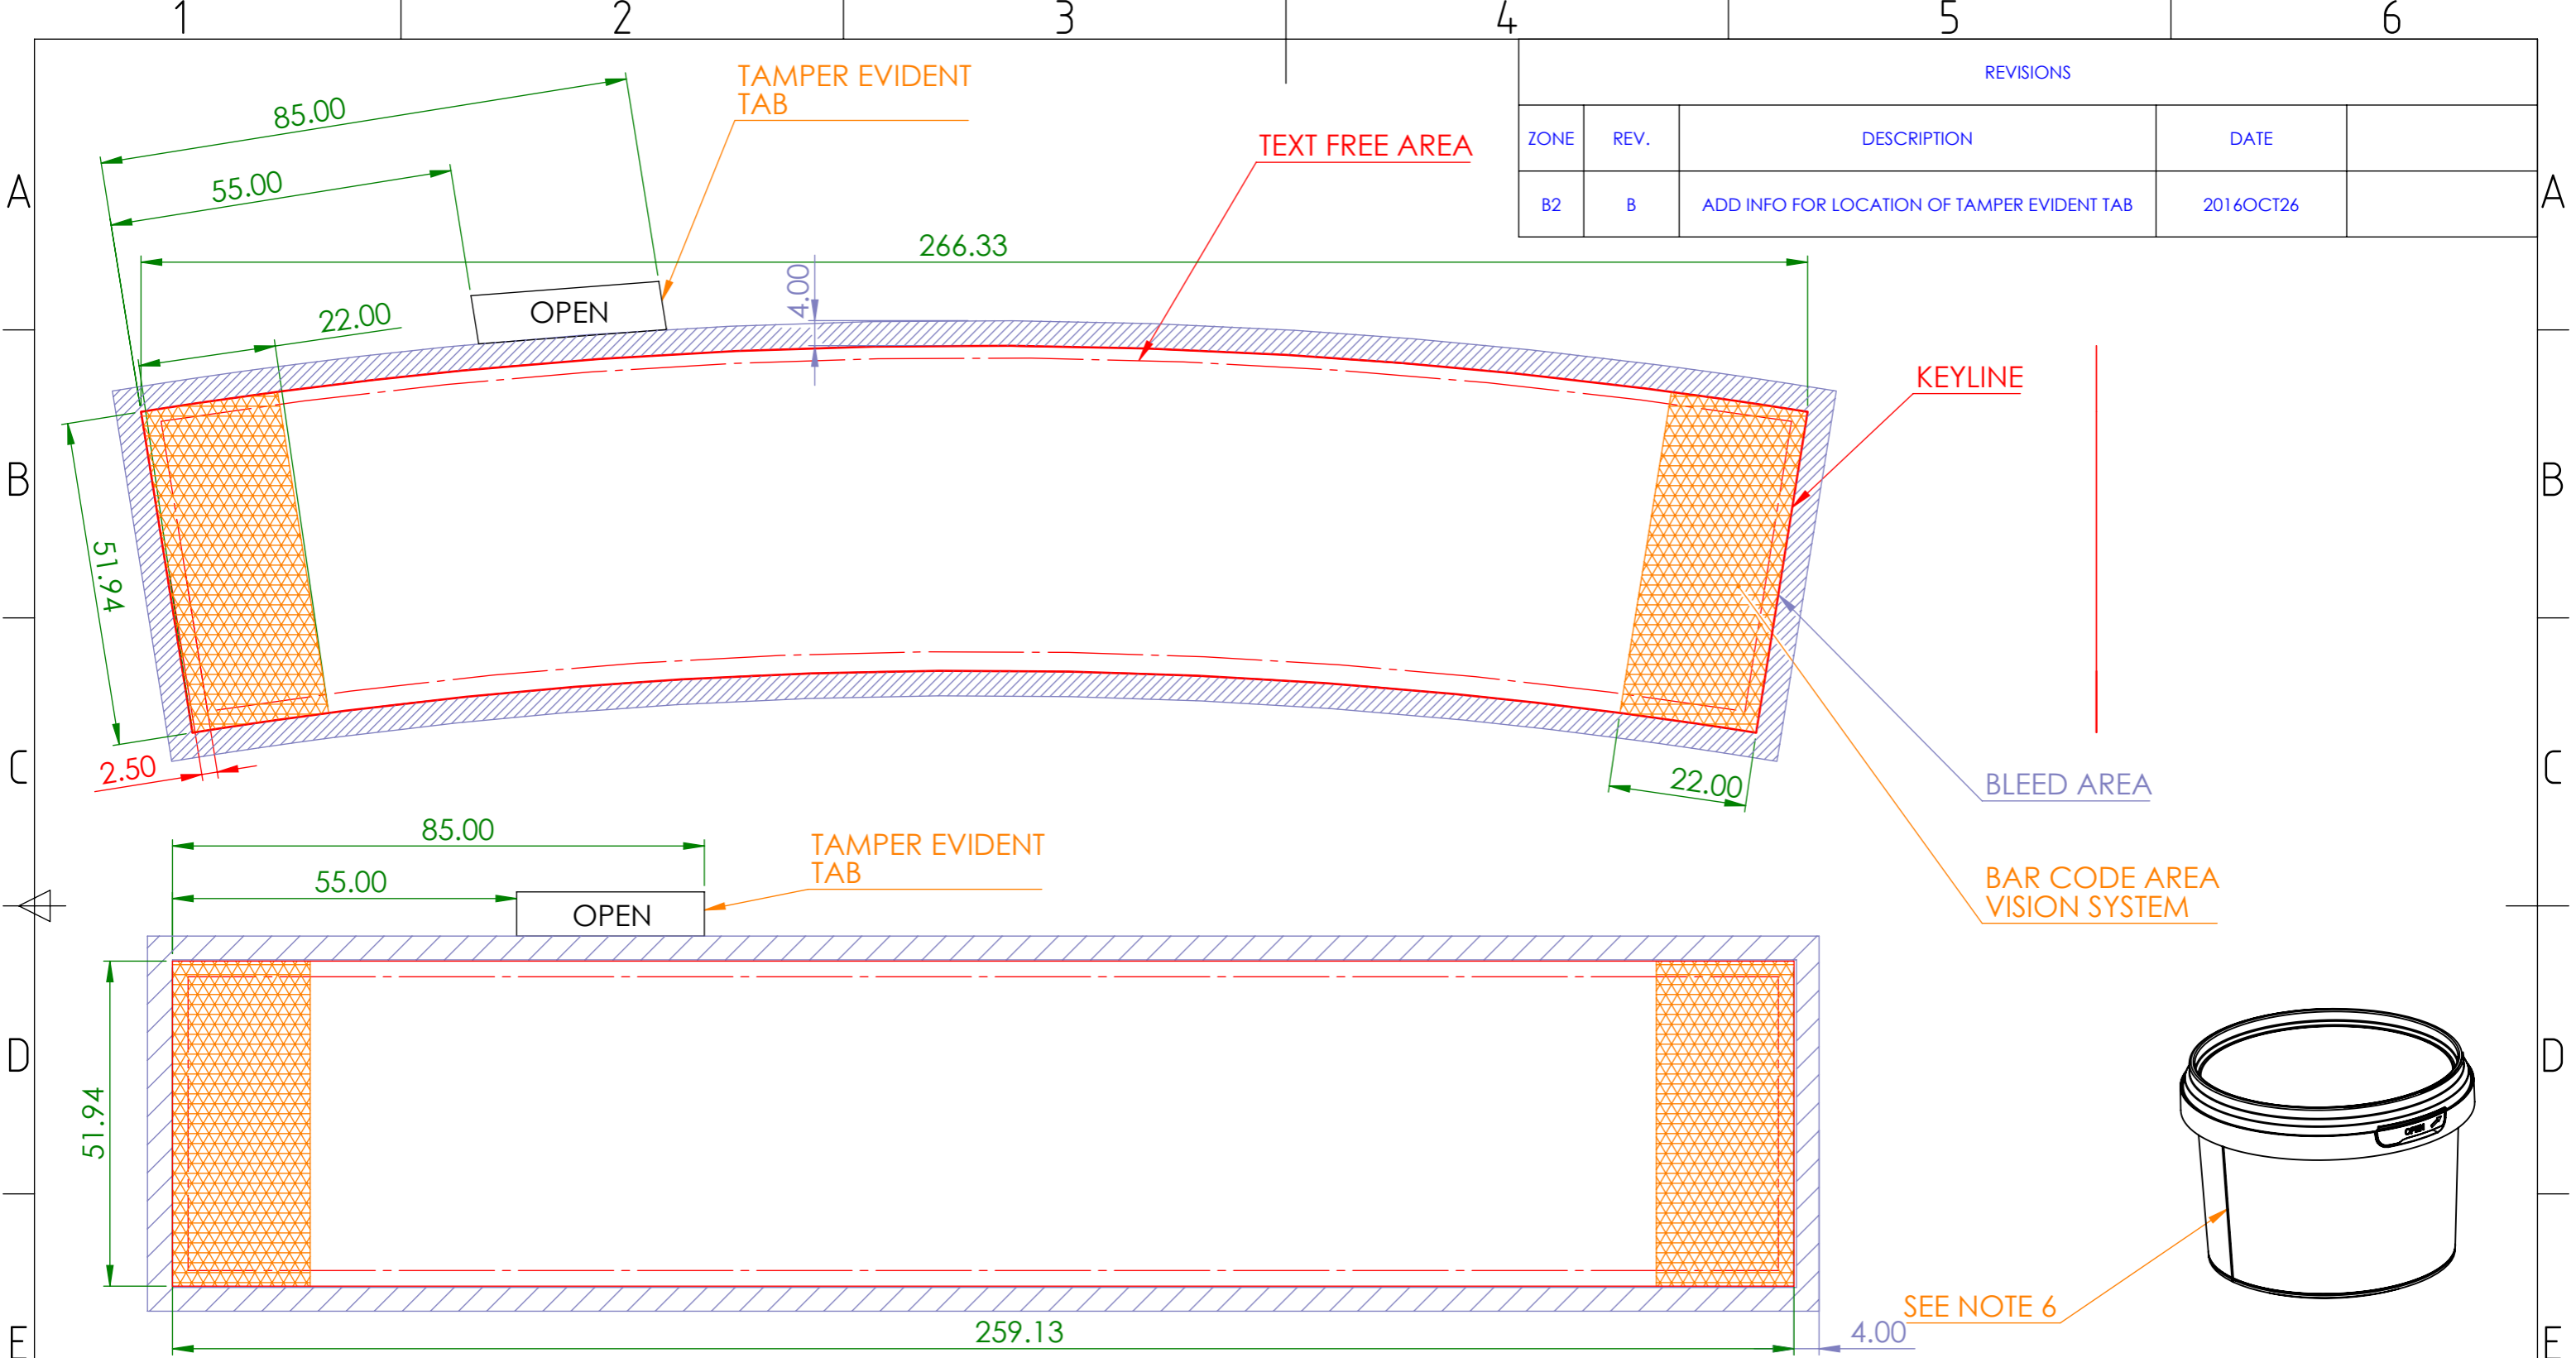 1 2 3 4 5 6
REVISIONS
ZONE REV. DESCRIPTION DATE
B2 B ADD INFO FOR LOCATION OF TAMPER EVIDENT TAB 2016OCT26
A A
85.00
TAMPER EVIDENT
TAB
TEXT FREE AREA
55.00
266.33
4.00
OPEN
22.00
KEYLINE
B B
51.94
2.50
22.00
C C
BLEED AREA
85.00
TAMPER EVIDENT
TAB
55.00
OPEN
BAR CODE AREA
VISION SYSTEM
D D
51.94
OPEN
SEE NOTE 6
259.13
4.00
E E